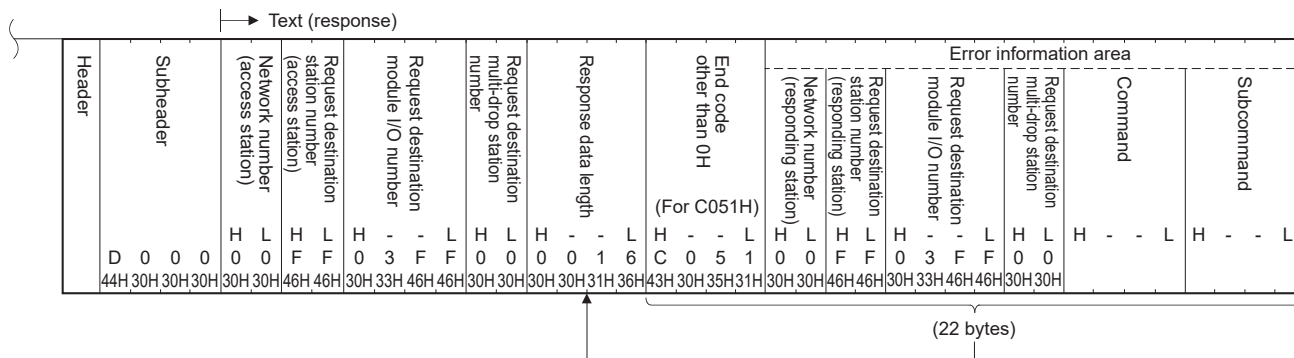 Text (response)
Error information area
Header
Subheader
Network number
(access station)
Request destination
station number
(access station)
Request destination
module I/O number
Request destination
multi-drop station
number
Response data length
End code
other than 0H
(For C051H)
Network number
(responding station)
Request destination
station number
(responding station)
Request destination
module I/O number
Request destination
multi-drop station
number
Command
Subcommand
H L H L H - - L H L H - - L H - - L H L H L H - - L H L H - - L H - - L
D 0 0 0 0 0 F F 0 3 F F 0 0 0 0 1 6 C 0 5 1 0 0 F F 0 3 F F 0 0
44H 30H 30H 30H 30H 30H 46H 46H 30H 33H 46H 46H 30H 30H 30H 30H 31H 36H 43H 30H 35H 31H 30H 30H 46H 46H 30H 33H 46H 46H 30H 30H
(22 bytes)